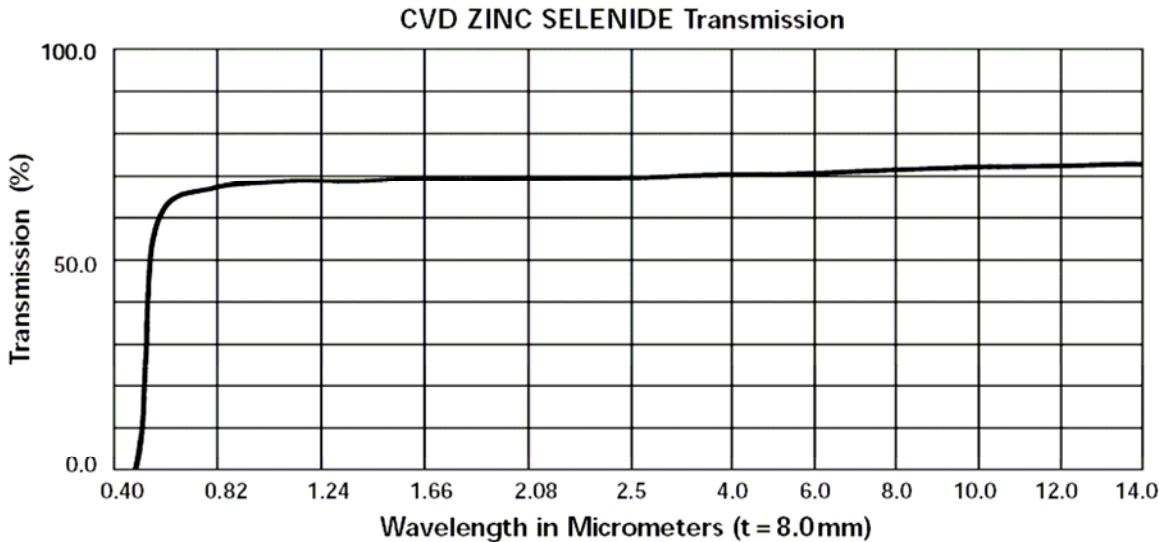 CVD ZINC SELENIDE Transmission
100.0
50.0
0.0
Transmission (%)
0.40 0.82 1.24 1.66 2.08 2.5 4.0 6.0 8.0 10.0 12.0 14.0
Wavelength in Micrometers (t = 8.0mm)